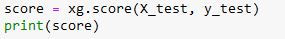 score = xg.score(X_test, y_test)
print(score)